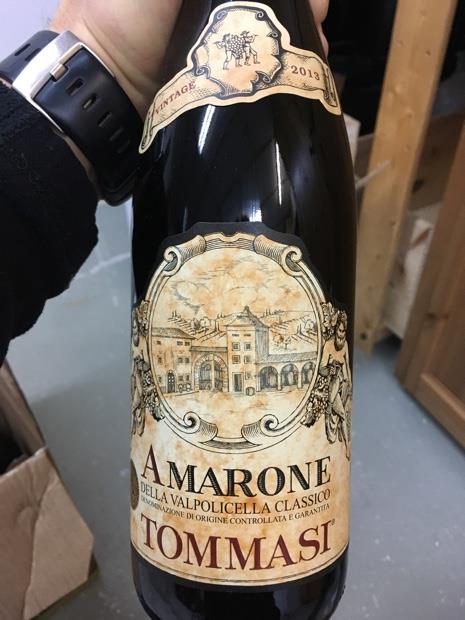 VINTAGE 2013
AMARONE
DELLA VALPOLICELLA CLASSICO
DENOMINAZIONE DI ORIGINE CONTROLLATA E GARANTITA
TOMMASI®